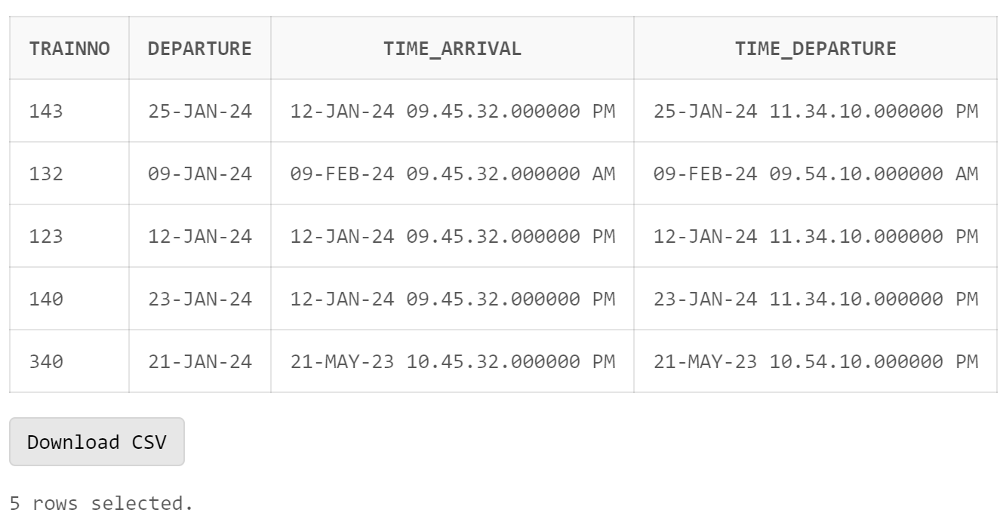 TRAINNO DEPARTURE TIME_ARRIVAL TIME_DEPARTURE
143 25-JAN-24 12-JAN-24 09.45.32.000000 PM 25-JAN-24 11.34.10.000000 PM
132 09-JAN-24 09-FEB-24 09.45.32.000000 AM 09-FEB-24 09.54.10.000000 AM
123 12-JAN-24 12-JAN-24 09.45.32.000000 PM 12-JAN-24 11.34.10.000000 PM
140 23-JAN-24 12-JAN-24 09.45.32.000000 PM 23-JAN-24 11.34.10.000000 PM
340 21-JAN-24 21-MAY-23 10.45.32.000000 PM 21-MAY-23 10.54.10.000000 PM
Download CSV
5 rows selected.